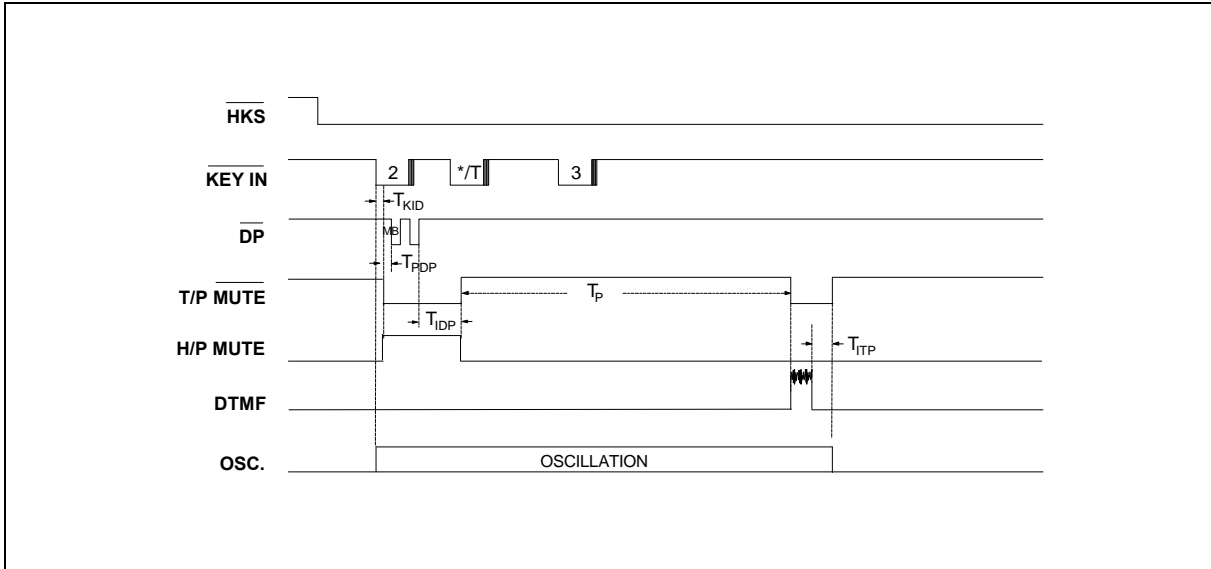 HKS
KEY IN
2
*/T
3
TKID
DP
MB
TPDP
T/P MUTE
TP
TIDP
H/P MUTE
TITP
DTMF
OSC.
OSCILLATION